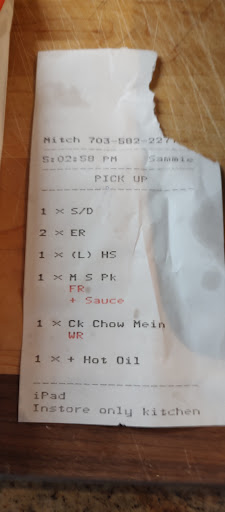 Mitch 703-582-227
5:02:58 PM Sammie
PICK UP
1 × S/D
2 × ER
1 × (L) HS
1 × M S Pk
FR
+ Sauce
1 × Ck Chow Mein
WR
1 × + Hot Oil
iPad
Instore only kitchen